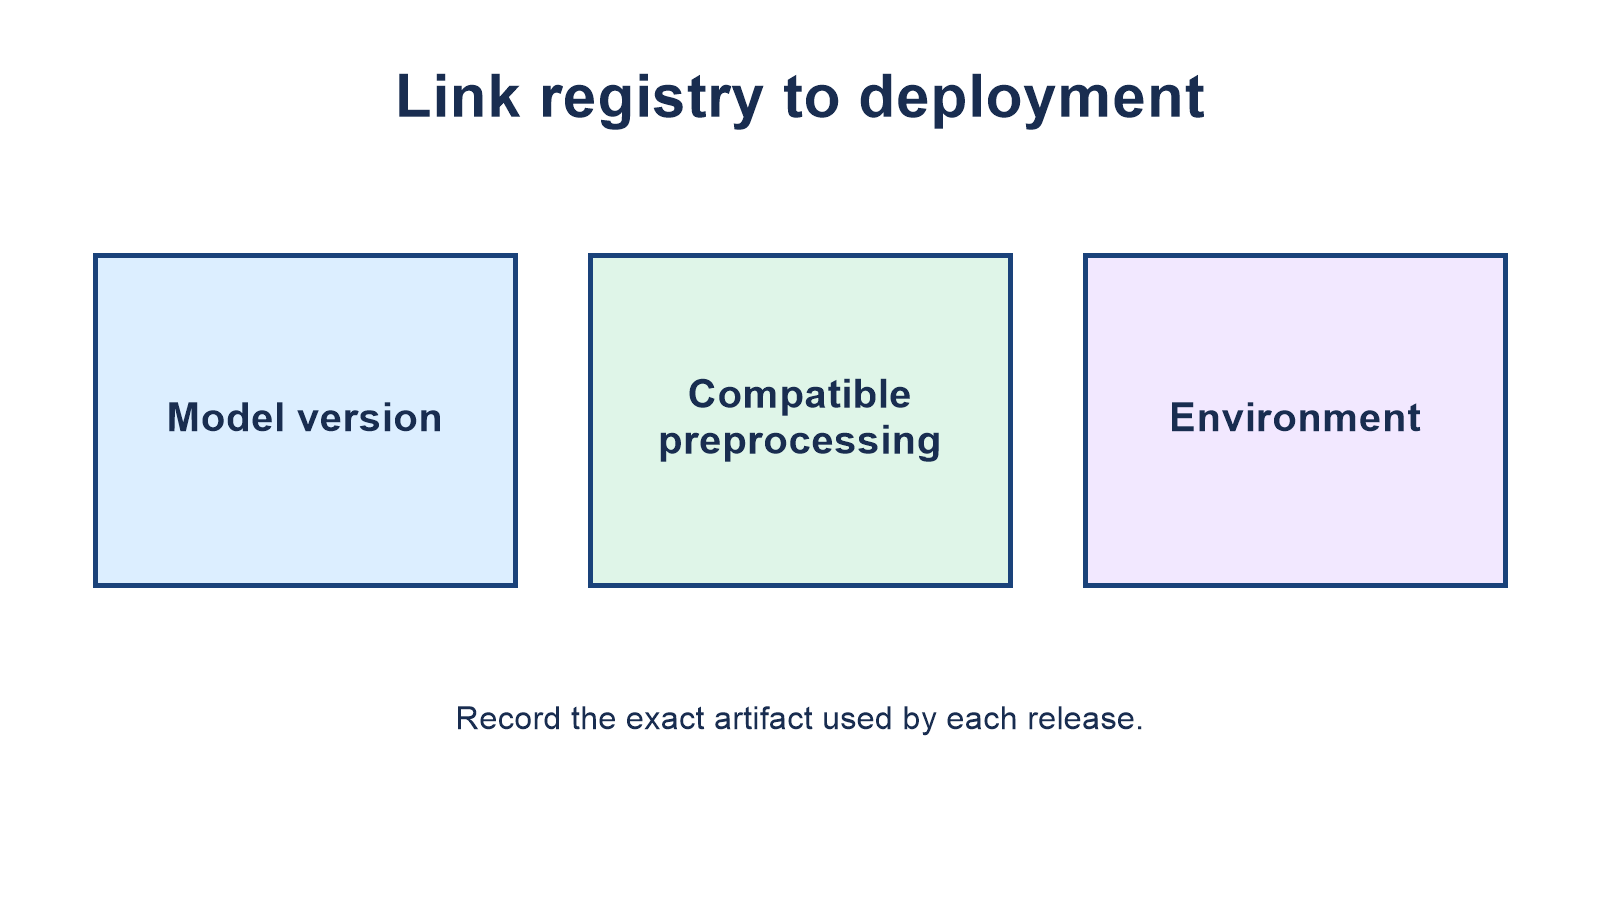 Link registry to deployment
Model version
Compatible
preprocessing
Environment
Record the exact artifact used by each release.